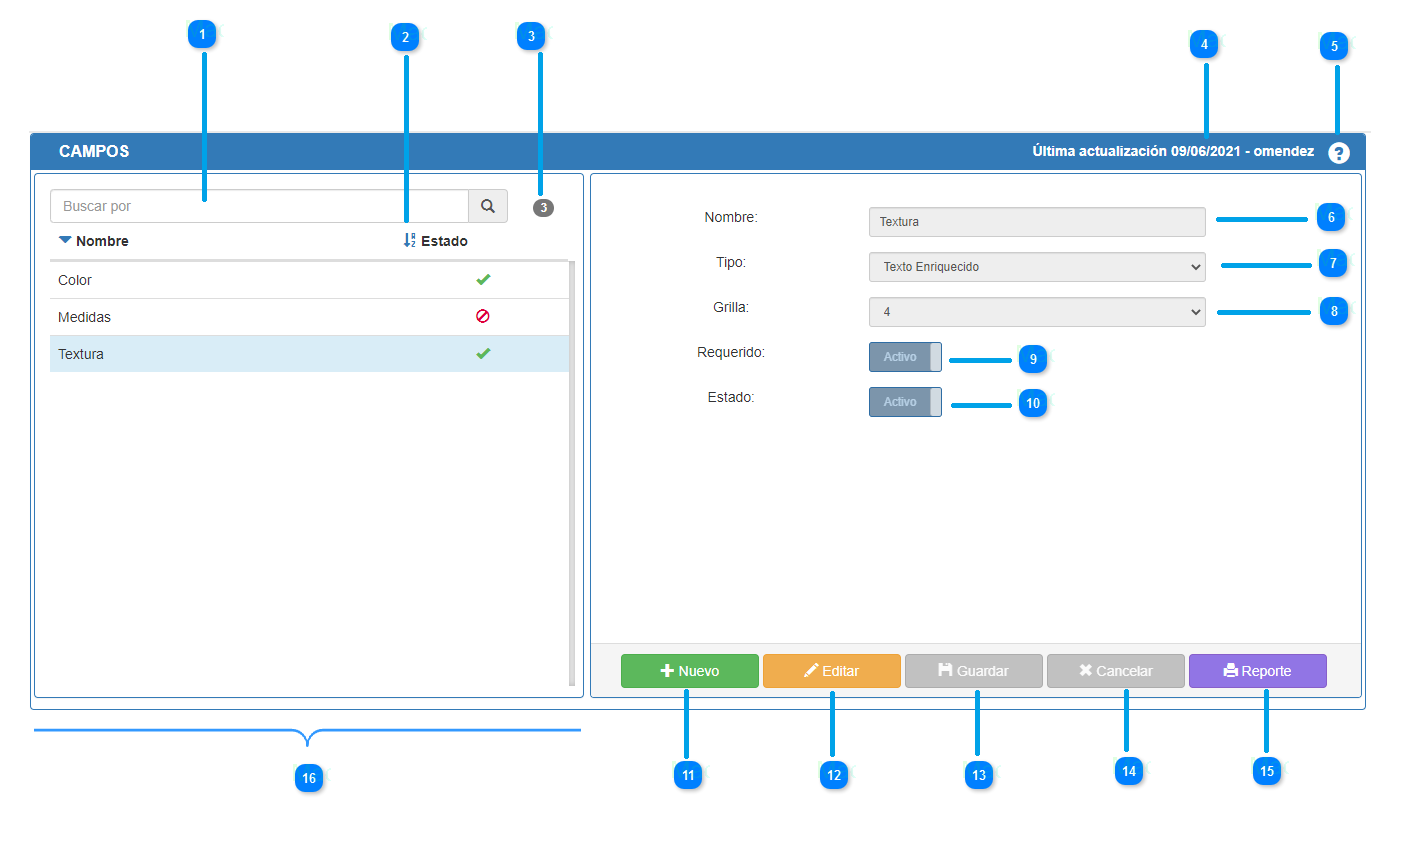 1 2 3 4 5
CAMPOS Última actualización 09/06/2021 - omendez ?
Buscar por 3
Nombre Estado
Color
Medidas
Textura
Nombre: Textura 6
Tipo: Texto Enriquecido 7
Grilla: 4 8
Requerido: Activo 9
Estado: Activo 10
Nuevo Editar Guardar Cancelar Reporte
16 11 12 13 14 15